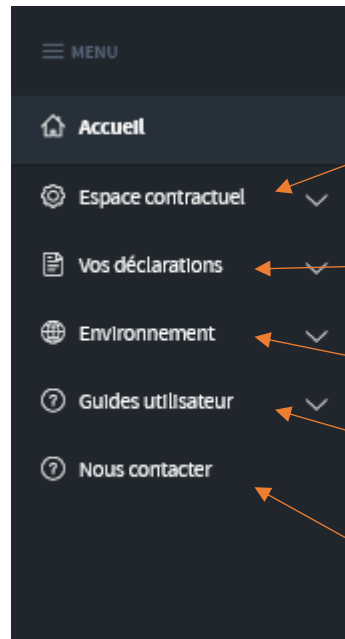 MENU
Accueil
Espace contractuel
Vos déclarations
Environnement
Guides utilisateur
Nous contacter